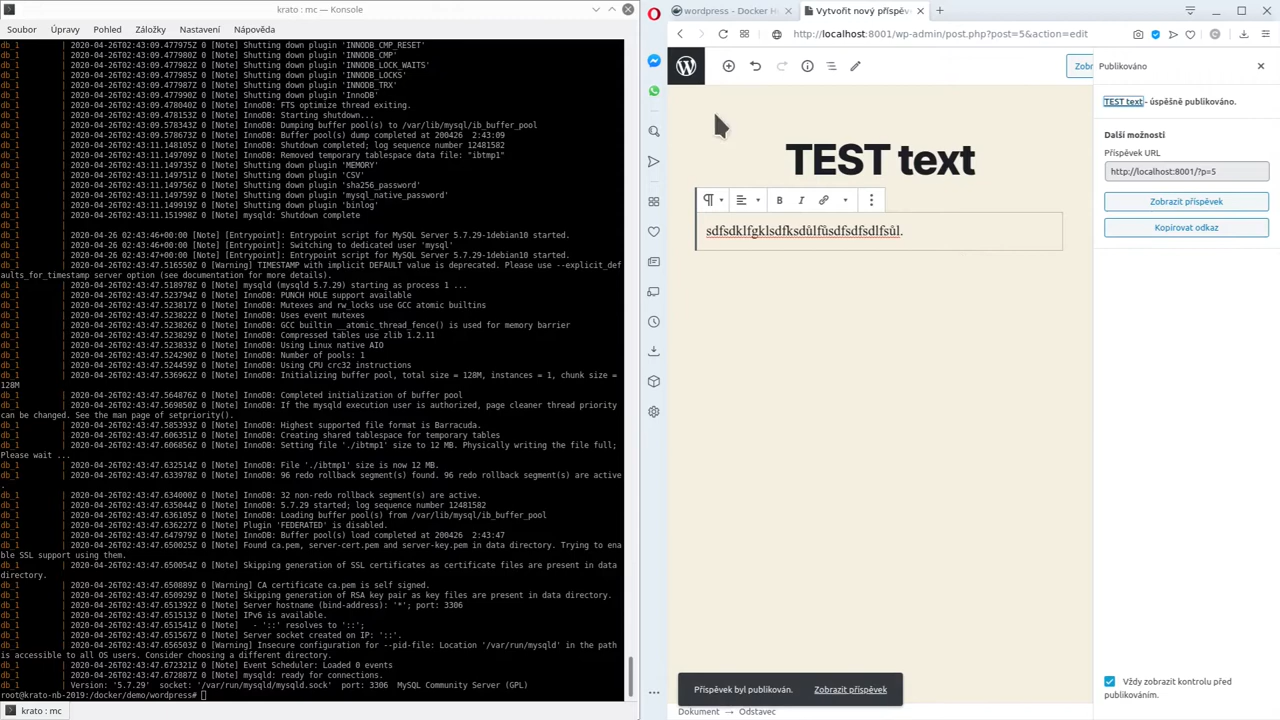 krato : mc — Konsole
Soubor Úpravy Pohled Záložky Nastavení Nápověda
db_1 | 2020-04-26T02:43:09.477975Z 0 [Note] Shutting down plugin 'INNODB_CMP_RESET'
db_1 | 2020-04-26T02:43:09.477980Z 0 [Note] Shutting down plugin 'INNODB_CMP'
db_1 | 2020-04-26T02:43:09.477982Z 0 [Note] Shutting down plugin 'INNODB_LOCK_WAITS'
db_1 | 2020-04-26T02:43:09.477985Z 0 [Note] Shutting down plugin 'INNODB_LOCKS'
db_1 | 2020-04-26T02:43:09.477987Z 0 [Note] Shutting down plugin 'INNODB_TRX'
db_1 | 2020-04-26T02:43:09.477990Z 0 [Note] Shutting down plugin 'InnoDB'
db_1 | 2020-04-26T02:43:09.478040Z 0 [Note] InnoDB: FTS optimize thread exiting.
db_1 | 2020-04-26T02:43:09.478153Z 0 [Note] InnoDB: Starting shutdown...
db_1 | 2020-04-26T02:43:09.578343Z 0 [Note] InnoDB: Dumping buffer pool(s) to /var/lib/mysql/ib_buffer_pool
db_1 | 2020-04-26T02:43:09.578673Z 0 [Note] InnoDB: Buffer pool(s) dump completed at 200426 2:43:09
db_1 | 2020-04-26T02:43:11.148105Z 0 [Note] InnoDB: Shutdown completed; log sequence number 12481582
db_1 | 2020-04-26T02:43:11.149709Z 0 [Note] InnoDB: Removed temporary tablespace data file: "ibtmp1"
db_1 | 2020-04-26T02:43:11.149735Z 0 [Note] Shutting down plugin 'MEMORY'
db_1 | 2020-04-26T02:43:11.149751Z 0 [Note] Shutting down plugin 'CSV'
db_1 | 2020-04-26T02:43:11.149763Z 0 [Note] Shutting down plugin 'sha256_password'
db_1 | 2020-04-26T02:43:11.149775Z 0 [Note] Shutting down plugin 'mysql_native_password'
db_1 | 2020-04-26T02:43:11.149919Z 0 [Note] Shutting down plugin 'binlog'
db_1 | 2020-04-26T02:43:11.151998Z 0 [Note] mysqld: Shutdown complete
db_1 |
db_1 | 2020-04-26 02:43:46+00:00 [Note] [Entrypoint]: Entrypoint script for MySQL Server 5.7.29-1debian10 started.
db_1 | 2020-04-26 02:43:46+00:00 [Note] [Entrypoint]: Switching to dedicated user 'mysql'
db_1 | 2020-04-26 02:43:47+00:00 [Note] [Entrypoint]: Entrypoint script for MySQL Server 5.7.29-1debian10 started.
db_1 | 2020-04-26T02:43:47.516550Z 0 [Warning] TIMESTAMP with implicit DEFAULT value is deprecated. Please use --explicit_def
aults_for_timestamp server option (see documentation for more details).
db_1 | 2020-04-26T02:43:47.518978Z 0 [Note] mysqld (mysqld 5.7.29) starting as process 1 ...
db_1 | 2020-04-26T02:43:47.523794Z 0 [Note] InnoDB: PUNCH HOLE support available
db_1 | 2020-04-26T02:43:47.523817Z 0 [Note] InnoDB: Mutexes and rw_locks use GCC atomic builtins
db_1 | 2020-04-26T02:43:47.523822Z 0 [Note] InnoDB: Uses event mutexes
db_1 | 2020-04-26T02:43:47.523826Z 0 [Note] InnoDB: GCC builtin __atomic_thread_fence() is used for memory barrier
db_1 | 2020-04-26T02:43:47.523829Z 0 [Note] InnoDB: Compressed tables use zlib 1.2.11
db_1 | 2020-04-26T02:43:47.523833Z 0 [Note] InnoDB: Using Linux native AIO
db_1 | 2020-04-26T02:43:47.524290Z 0 [Note] InnoDB: Number of pools: 1
db_1 | 2020-04-26T02:43:47.524459Z 0 [Note] InnoDB: Using CPU crc32 instructions
db_1 | 2020-04-26T02:43:47.536962Z 0 [Note] InnoDB: Initializing buffer pool, total size = 128M, instances = 1, chunk size =
128M
db_1 | 2020-04-26T02:43:47.564876Z 0 [Note] InnoDB: Completed initialization of buffer pool
db_1 | 2020-04-26T02:43:47.569850Z 0 [Note] InnoDB: If the mysqld execution user is authorized, page cleaner thread priority
can be changed. See the man page of setpriority().
db_1 | 2020-04-26T02:43:47.585393Z 0 [Note] InnoDB: Highest supported file format is Barracuda.
db_1 | 2020-04-26T02:43:47.606351Z 0 [Note] InnoDB: Creating shared tablespace for temporary tables
db_1 | 2020-04-26T02:43:47.606856Z 0 [Note] InnoDB: Setting file './ibtmp1' size to 12 MB. Physically writing the file full;
Please wait ...
db_1 | 2020-04-26T02:43:47.632514Z 0 [Note] InnoDB: File './ibtmp1' size is now 12 MB.
db_1 | 2020-04-26T02:43:47.633978Z 0 [Note] InnoDB: 96 redo rollback segment(s) found. 96 redo rollback segment(s) are active
.
db_1 | 2020-04-26T02:43:47.634000Z 0 [Note] InnoDB: 32 non-redo rollback segment(s) are active.
db_1 | 2020-04-26T02:43:47.635044Z 0 [Note] InnoDB: 5.7.29 started; log sequence number 12481582
db_1 | 2020-04-26T02:43:47.636105Z 0 [Note] InnoDB: Loading buffer pool(s) from /var/lib/mysql/ib_buffer_pool
db_1 | 2020-04-26T02:43:47.636227Z 0 [Note] Plugin 'FEDERATED' is disabled.
db_1 | 2020-04-26T02:43:47.647979Z 0 [Note] InnoDB: Buffer pool(s) load completed at 200426 2:43:47
db_1 | 2020-04-26T02:43:47.650025Z 0 [Note] Found ca.pem, server-cert.pem and server-key.pem in data directory. Trying to ena
ble SSL support using them.
db_1 | 2020-04-26T02:43:47.650054Z 0 [Note] Skipping generation of SSL certificates as certificate files are present in data
directory.
db_1 | 2020-04-26T02:43:47.650889Z 0 [Warning] CA certificate ca.pem is self signed.
db_1 | 2020-04-26T02:43:47.650929Z 0 [Note] Skipping generation of RSA key pair as key files are present in data directory.
db_1 | 2020-04-26T02:43:47.651392Z 0 [Note] Server hostname (bind-address): '*'; port: 3306
db_1 | 2020-04-26T02:43:47.651513Z 0 [Note] IPv6 is available.
db_1 | 2020-04-26T02:43:47.651541Z 0 [Note] - '::' resolves to '::';
db_1 | 2020-04-26T02:43:47.651567Z 0 [Note] Server socket created on IP: '::'.
db_1 | 2020-04-26T02:43:47.656503Z 0 [Warning] Insecure configuration for --pid-file: Location '/var/run/mysqld' in the path
is accessible to all OS users. Consider choosing a different directory.
db_1 | 2020-04-26T02:43:47.672321Z 0 [Note] Event Scheduler: Loaded 0 events
db_1 | 2020-04-26T02:43:47.672887Z 0 [Note] mysqld: ready for connections.
db_1 | Version: '5.7.29' socket: '/var/run/mysqld/mysqld.sock' port: 3306 MySQL Community Server (GPL)
root@krato-nb-2019:/docker/demo/wordpress#
krato : mc
wordpress - Docker H
Vytvořit nový příspěv
http://localhost:8001/wp-admin/post.php?post=5&action=edit
Zobr
TEST text
sdfsdklfgklsdfksdůlfůsdfsdfsdlfsůl.
Publikováno
TEST text - úspěšně publikováno.
Další možnosti
Příspěvek URL
http://localhost:8001/?p=5
Zobrazit příspěvek
Kopírovat odkaz
Příspěvek byl publikován. Zobrazit příspěvek
Vždy zobrazit kontrolu před
publikováním.
Dokument → Odstavec